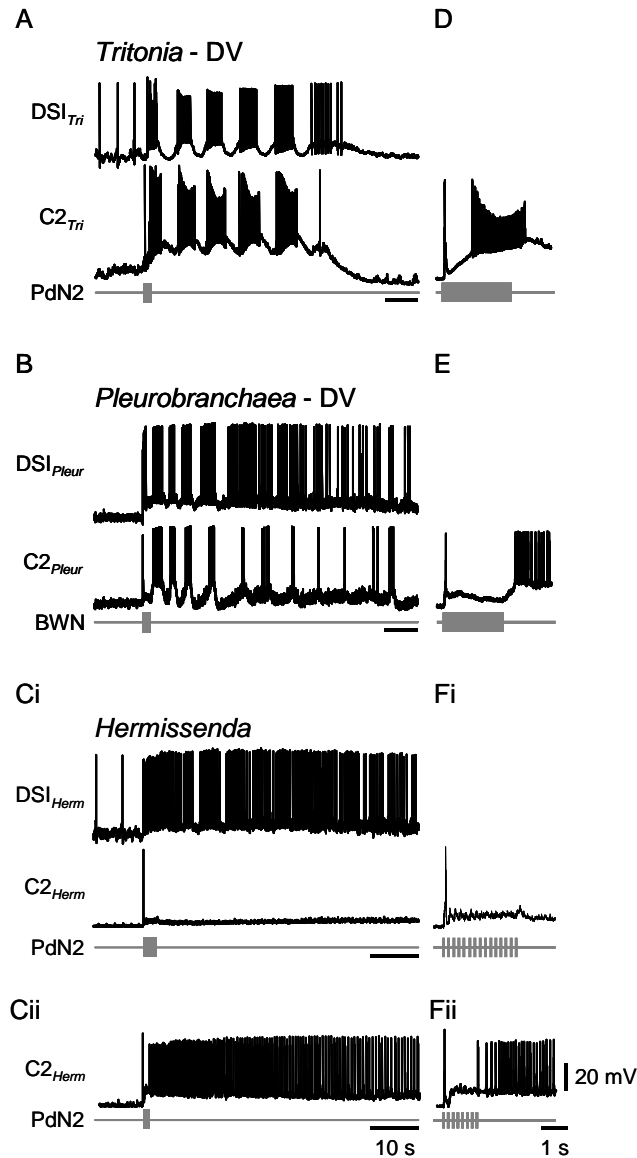 A
D
Tritonia - DV
DSITri
C2Tri
PdN2
B
E
Pleurobranchaea - DV
DSIPleur
C2Pleur
BWN
Ci
Fi
Hermissenda
DSIHerm
C2Herm
PdN2
Cii
Fii
C2Herm
20 mV
PdN2
10 s
1 s